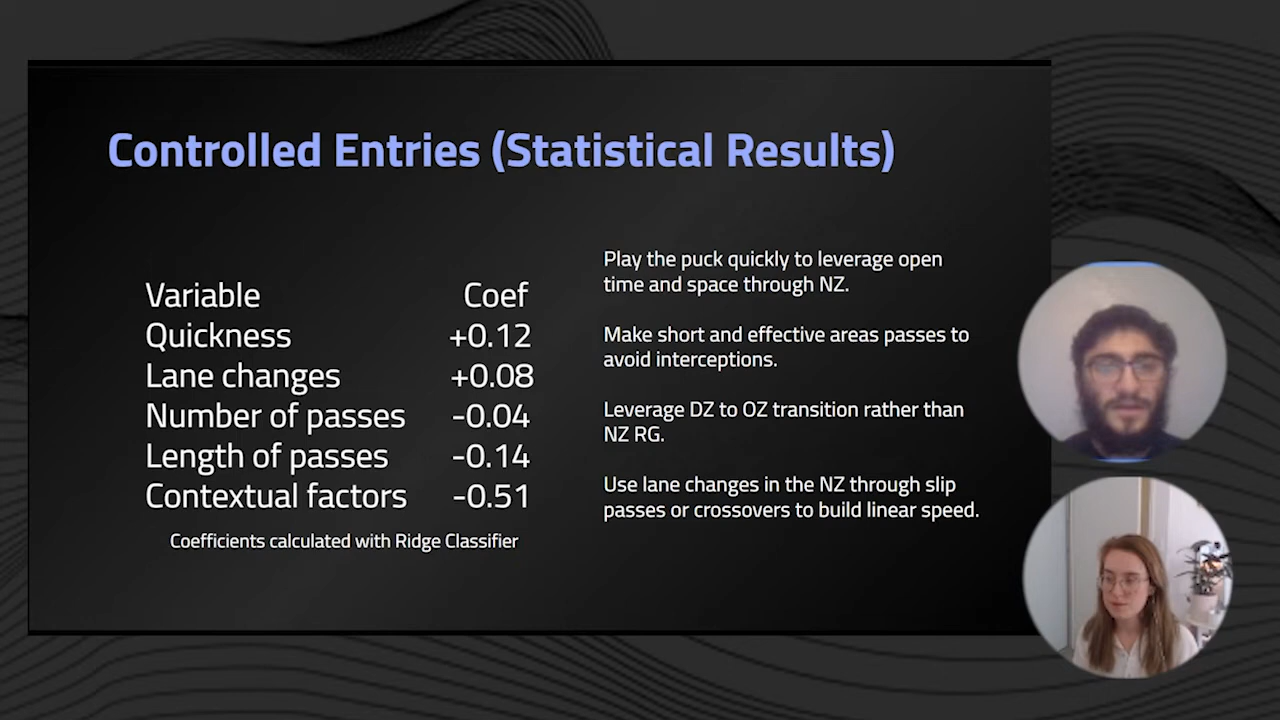 Controlled Entries (Statistical Results)
Variable Coef
Quickness +0.12
Lane changes +0.08
Number of passes -0.04
Length of passes -0.14
Contextual factors -0.51
Coefficients calculated with Ridge Classifier
Play the puck quickly to leverage open
time and space through NZ.
Make short and effective areas passes to
avoid interceptions.
Leverage DZ to OZ transition rather than
NZ RG.
Use lane changes in the NZ through slip
passes or crossovers to build linear speed.